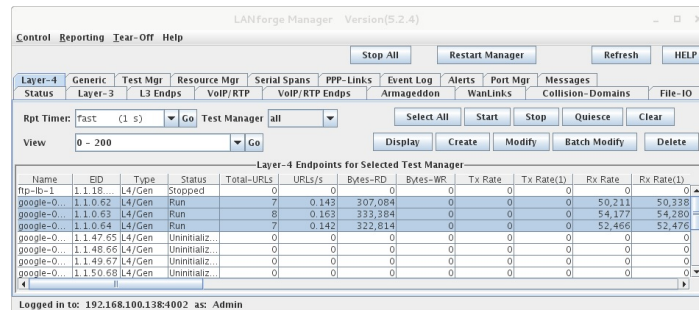 LANforge Manager Version(5.2.4)
Control Reporting Tear-Off Help
Stop All Restart Manager Refresh HELP
Layer-4 Generic Test Mgr Resource Mgr Serial Spans PPP-Links Event Log Alerts Port Mgr Messages
Status Layer-3 L3 Endps VoIP/RTP VoIP/RTP Endps Armageddon WanLinks Collision-Domains File-IO
Rpt Timer: fast (1 s) Go Test Manager all Select All Start Stop Quiesce Clear
View 0 - 200 Go Display Create Modify Batch Modify Delete
Layer-4 Endpoints for Selected Test Manager
Name EID Type Status Total-URLs URLs/s Bytes-RD Bytes-WR Tx Rate Tx Rate(1) Rx Rate Rx Rate(1)
ftp-lb-1 1.1.18.... L4/Gen Stopped 0 0 0 0 0 0 0 0
google-0... 1.1.0.62 L4/Gen Run 7 0.143 307,084 0 0 0 50,211 50,338
google-0... 1.1.0.63 L4/Gen Run 8 0.163 333,384 0 0 0 54,177 54,280
google-0... 1.1.0.64 L4/Gen Run 7 0.142 322,814 0 0 0 52,466 52,476
google-0... 1.1.47.65 L4/Gen Uninitializ... 0 0 0 0 0 0 0 0
google-0... 1.1.48.66 L4/Gen Uninitializ... 0 0 0 0 0 0 0 0
google-0... 1.1.49.67 L4/Gen Uninitializ... 0 0 0 0 0 0 0 0
google-0... 1.1.50.68 L4/Gen Uninitializ... 0 0 0 0 0 0 0 0
Logged in to: 192.168.100.138:4002 as: Admin